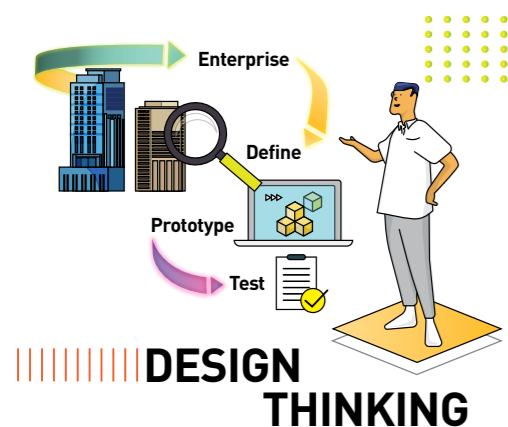 Enterprise
Define
Prototype
Test
DESIGN
THINKING